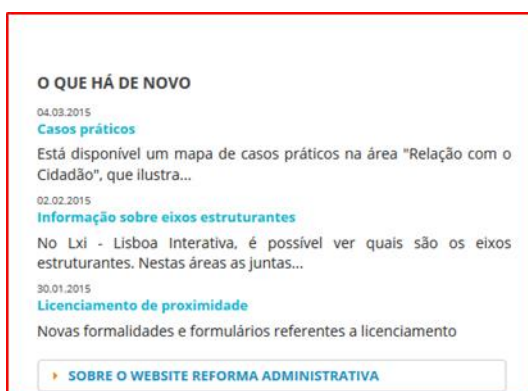 O QUE HÁ DE NOVO
04.03.2015
Casos práticos
Está disponível um mapa de casos práticos na área "Relação com o
Cidadão", que ilustra...
02.02.2015
Informação sobre eixos estruturantes
No Lxi - Lisboa Interativa, é possível ver quais são os eixos
estruturantes. Nestas áreas as juntas...
30.01.2015
Licenciamento de proximidade
Novas formalidades e formulários referentes a licenciamento
SOBRE O WEBSITE REFORMA ADMINISTRATIVA